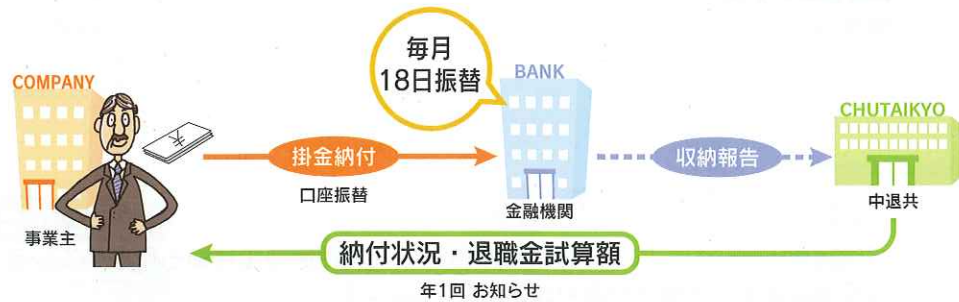 毎月
18日振替
COMPANY
BANK
CHUTAIKYO
¥
掛金納付
収納報告
口座振替
金融機関
中退共
事業主
納付状況・退職金試算額
年1回 お知らせ